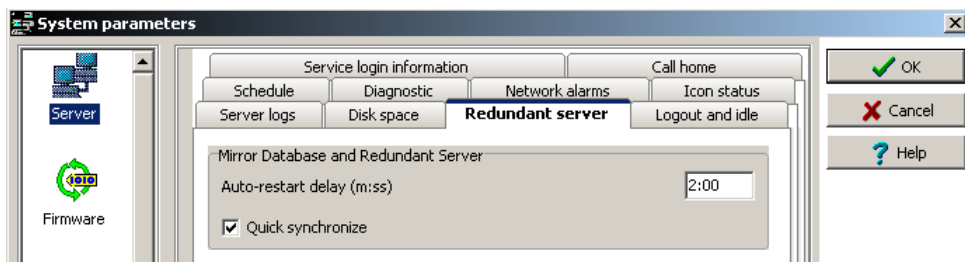 System parameters
Server
Firmware
Service login information Call home
Schedule Diagnostic Network alarms Icon status
Server logs Disk space Redundant server Logout and idle
Mirror Database and Redundant Server
Auto-restart delay (m:ss) 2:00
Quick synchronize
OK
Cancel
Help